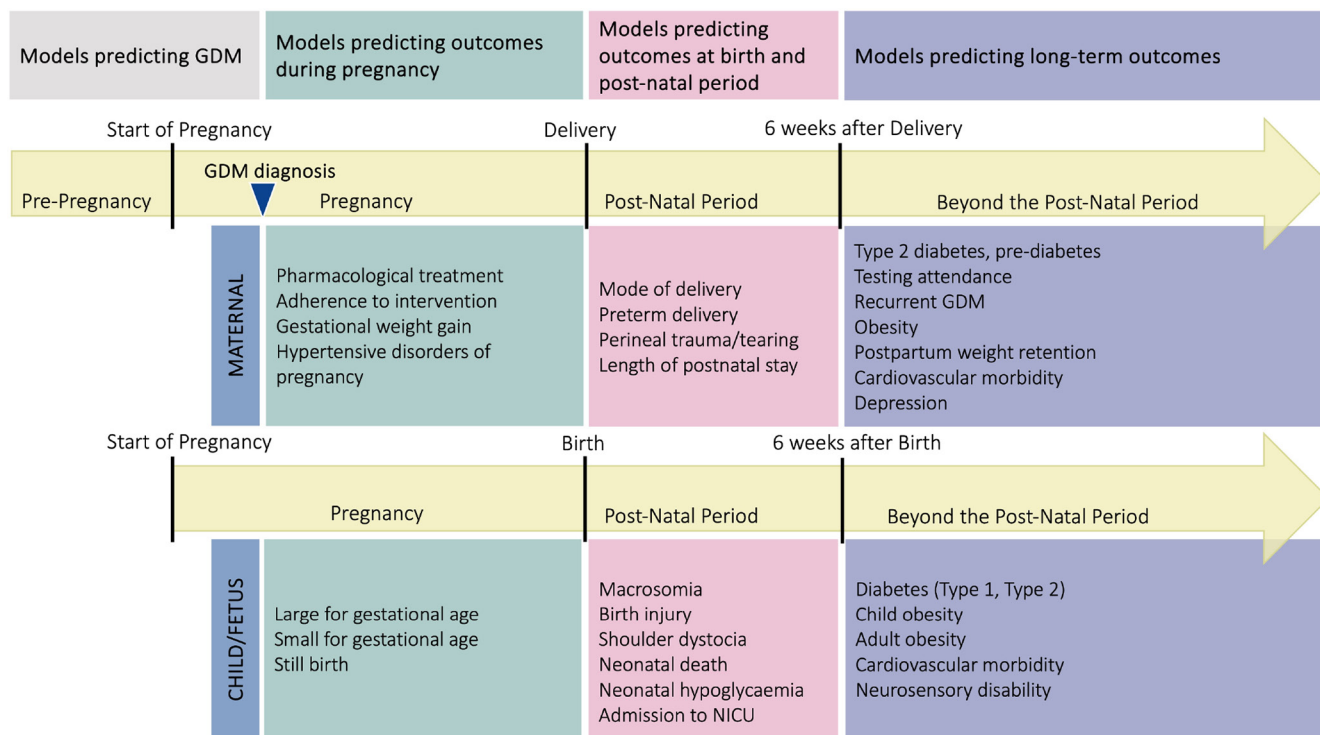 Models predicting GDM
Models predicting outcomes
during pregnancy
Models predicting
outcomes at birth and
post-natal period
Models predicting long-term outcomes
Start of Pregnancy
Delivery
6 weeks after Delivery
GDM diagnosis
Pre-Pregnancy
Pregnancy
Post-Natal Period
Beyond the Post-Natal Period
MATERNAL
Pharmacological treatment
Adherence to intervention
Gestational weight gain
Hypertensive disorders of
pregnancy
Mode of delivery
Preterm delivery
Perineal trauma/tearing
Length of postnatal stay
Type 2 diabetes, pre-diabetes
Testing attendance
Recurrent GDM
Obesity
Postpartum weight retention
Cardiovascular morbidity
Depression
Start of Pregnancy
Birth
6 weeks after Birth
Pregnancy
Post-Natal Period
Beyond the Post-Natal Period
CHILD/FETUS
Large for gestational age
Small for gestational age
Still birth
Macrosomia
Birth injury
Shoulder dystocia
Neonatal death
Neonatal hypoglycaemia
Admission to NICU
Diabetes (Type 1, Type 2)
Child obesity
Adult obesity
Cardiovascular morbidity
Neurosensory disability